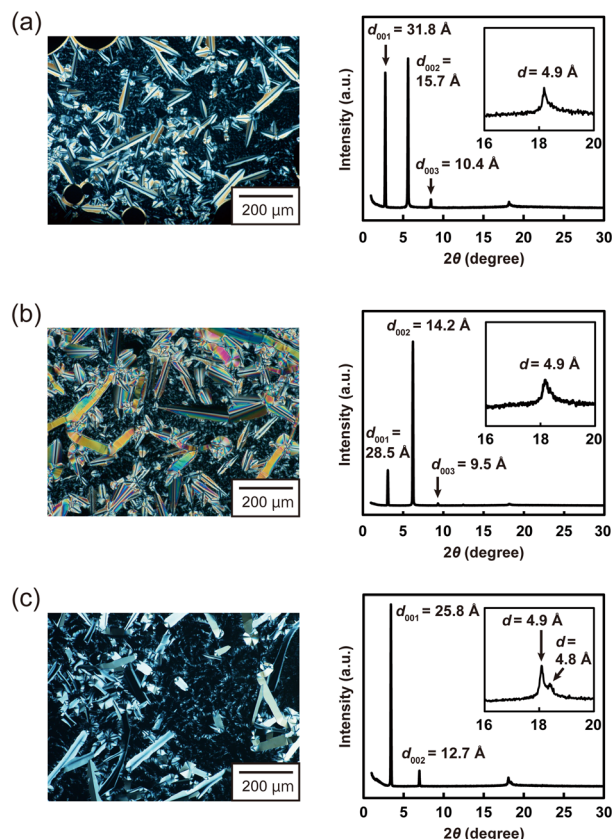 (a)
200 μm
Intensity (a.u.)
d001 = 31.8 Å
d002 =
15.7 Å
d003 = 10.4 Å
d = 4.9 Å
16 18 20
0 5 10 15 20 25 30
2θ (degree)
(b)
200 μm
Intensity (a.u.)
d002 = 14.2 Å
d001 =
28.5 Å
d003 = 9.5 Å
d = 4.9 Å
16 18 20
0 5 10 15 20 25 30
2θ (degree)
(c)
200 μm
Intensity (a.u.)
d001 = 25.8 Å
d002 = 12.7 Å
d = 4.9 Å
d =
4.8 Å
16 18 20
0 5 10 15 20 25 30
2θ (degree)